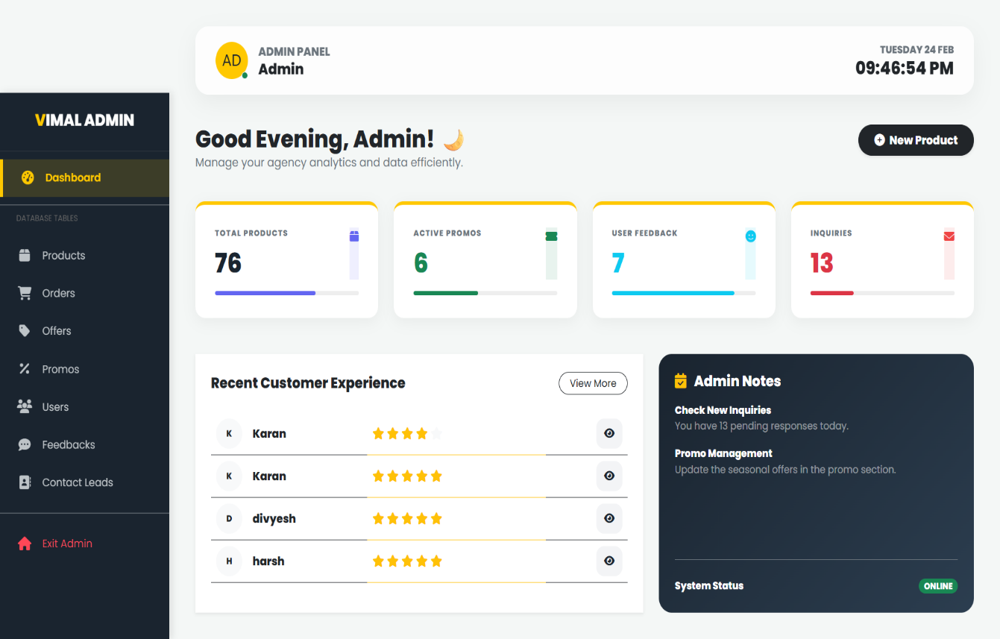 AD
ADMIN PANEL
Admin
TUESDAY 24 FEB
09:46:54 PM
VIMAL ADMIN
Dashboard
DATABASE TABLES
Products
Orders
Offers
Promos
Users
Feedbacks
Contact Leads
Exit Admin
Good Evening, Admin! 🌙
Manage your agency analytics and data efficiently.
New Product
TOTAL PRODUCTS
76
ACTIVE PROMOS
6
USER FEEDBACK
7
INQUIRIES
13
Recent Customer Experience
View More
K Karan
K Karan
D divyesh
H harsh
Admin Notes
Check New Inquiries
You have 13 pending responses today.
Promo Management
Update the seasonal offers in the promo section.
System Status
ONLINE